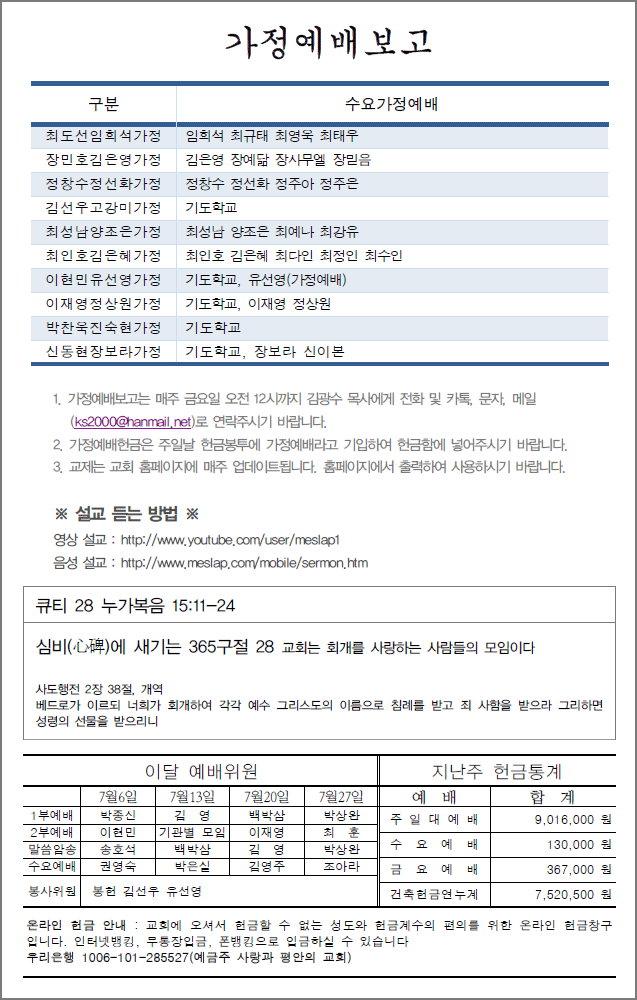 가정예배보고
구분 수요가정예배
최도선임희석가정 임희석 최규태 최영옥 최태우
장민호김은영가정 김은영 장예닮 장사무엘 장믿음
정창수정선화가정 정창수 정선화 정주아 정주은
김선우고강미가정 기도학교
최성남양조은가정 최성남 양조은 최예나 최강유
최인호김은혜가정 최인호 김은혜 최다인 최정인 최수인
이현민유선영가정 기도학교, 유선영(가정예배)
이재영정상원가정 기도학교, 이재영 정상원
박찬욱진숙현가정 기도학교
신동현장보라가정 기도학교, 장보라 신이본
1. 가정예배보고는 매주 금요일 오전 12시까지 김광수 목사에게 전화 및 카톡, 문자, 메일
(ks2000@hanmail.net)로 연락주시기 바랍니다.
2. 가정예배헌금은 주일날 헌금봉투에 가정예배라고 기입하여 헌금함에 넣어주시기 바랍니다.
3. 교제는 교회 홈페이지에 매주 업데이트됩니다. 홈페이지에서 출력하여 사용하시기 바랍니다.
※ 설교 듣는 방법 ※
영상 설교 : http://www.youtube.com/user/meslap1
음성 설교 : http://www.meslap.com/mobile/sermon.htm
큐티 28 누가복음 15:11-24
심비(心碑)에 새기는 365구절 28 교회는 회개를 사랑하는 사람들의 모임이다
사도행전 2장 38절, 개역
베드로가 이르되 너희가 회개하여 각각 예수 그리스도의 이름으로 침례를 받고 죄 사함을 받으라 그리하면
성령의 선물을 받으리니
이달 예배위원
7월6일 7월13일 7월20일 7월27일
1부예배 박종신 김 영 백박삼 박상완
2부예배 이현민 기관별 모임 이재영 최 훈
말씀암송 송호석 백박삼 김 영 박상완
수요예배 권영숙 박은실 김영주 조아라
봉사위원 봉헌 김선우 유선영
지난주 헌금통계
예 배 합 계
주 일 대 예 배 9,016,000 원
수 요 예 배 130,000 원
금 요 예 배 367,000 원
건축헌금연누계 7,520,500 원
온라인 헌금 안내 : 교회에 오셔서 헌금할 수 없는 성도와 헌금계수의 편의를 위한 온라인 헌금창구
입니다. 인터넷뱅킹, 무통장입금, 폰뱅킹으로 입금하실 수 있습니다
우리은행 1006-101-285527(예금주 사랑과 평안의 교회)